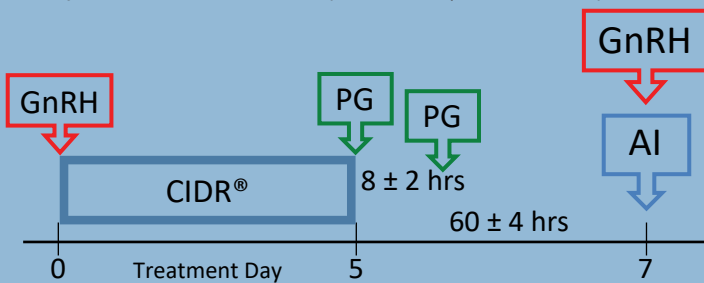 GnRH
GnRH
PG
PG
AI
CIDR®
8 ± 2 hrs
60 ± 4 hrs
0
Treatment Day
5
7